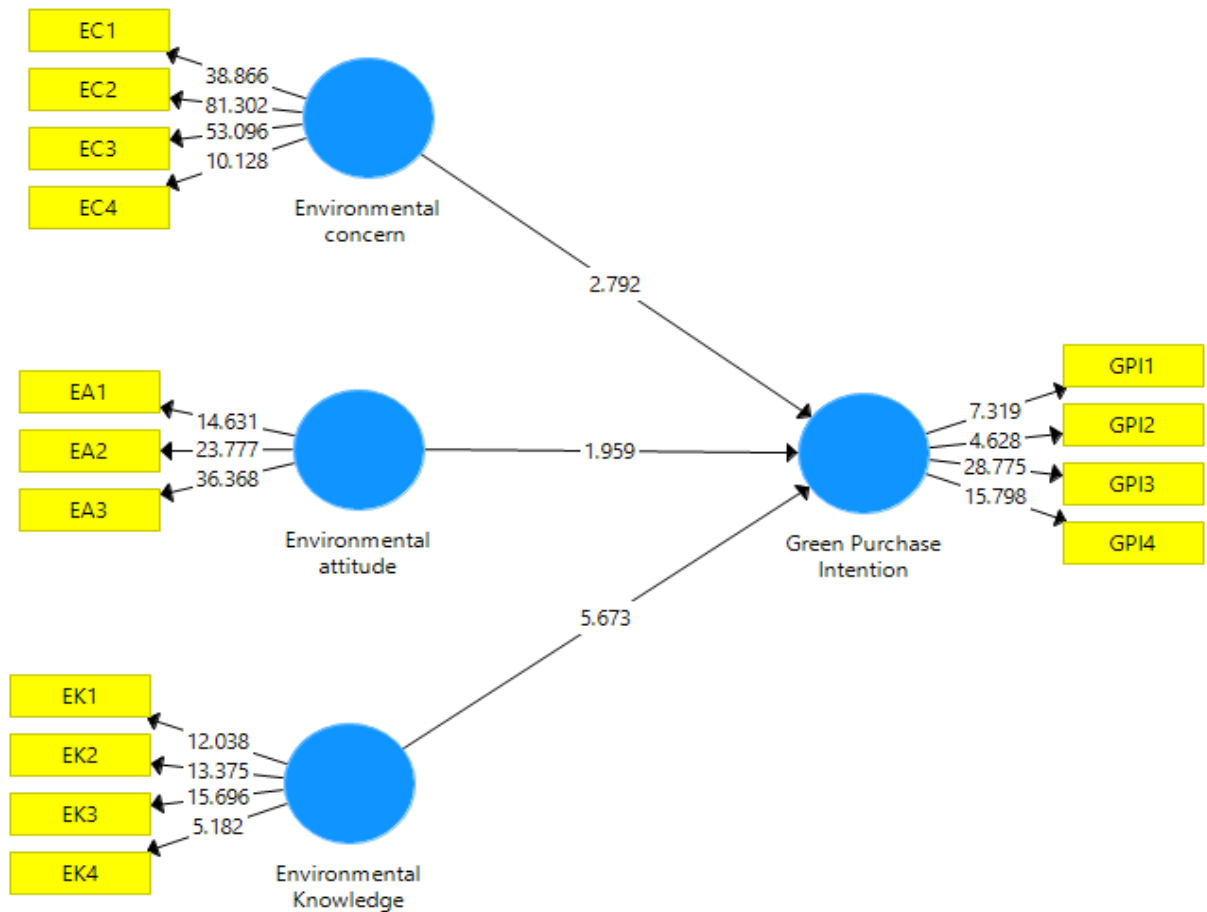 EC1
38.866
EC2
81.302
EC3
53.096
10.128
EC4
Environmental
concern
2.792
EA1
14.631
EA2
23.777
EA3
36.368
Environmental
attitude
1.959
GPI1
7.319
GPI2
4.628
GPI3
28.775
15.798
GPI4
Green Purchase
Intention
5.673
EK1
12.038
EK2
13.375
EK3
15.696
5.182
EK4
Environmental
Knowledge